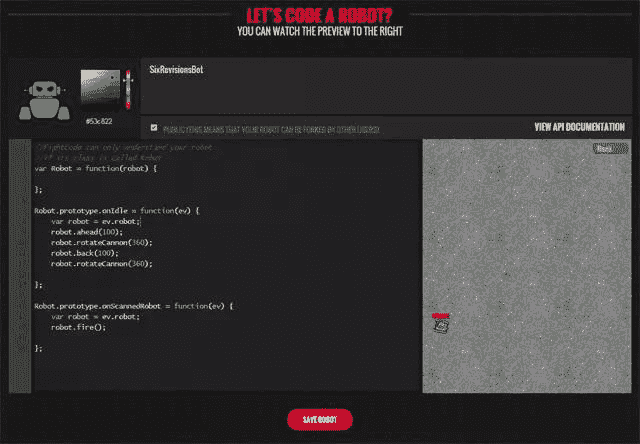 LET'S CODE A ROBOT?
YOU CAN WATCH THE PREVIEW TO THE RIGHT
SixRevisionsBot
#53c822
PUBLIC (THIS MEANS THAT YOUR ROBOT CAN BE FORKED BY OTHER USERS)
VIEW API DOCUMENTATION
//FightCode can only understand your robot
//if its class is called Robot
var Robot = function(robot) {
};
Robot.prototype.onIdle = function(ev) {
var robot = ev.robot;
robot.ahead(100);
robot.rotateCannon(360);
robot.back(100);
robot.rotateCannon(360);
};
Robot.prototype.onScannedRobot = function(ev) {
var robot = ev.robot;
robot.fire();
};
SAVE ROBOT